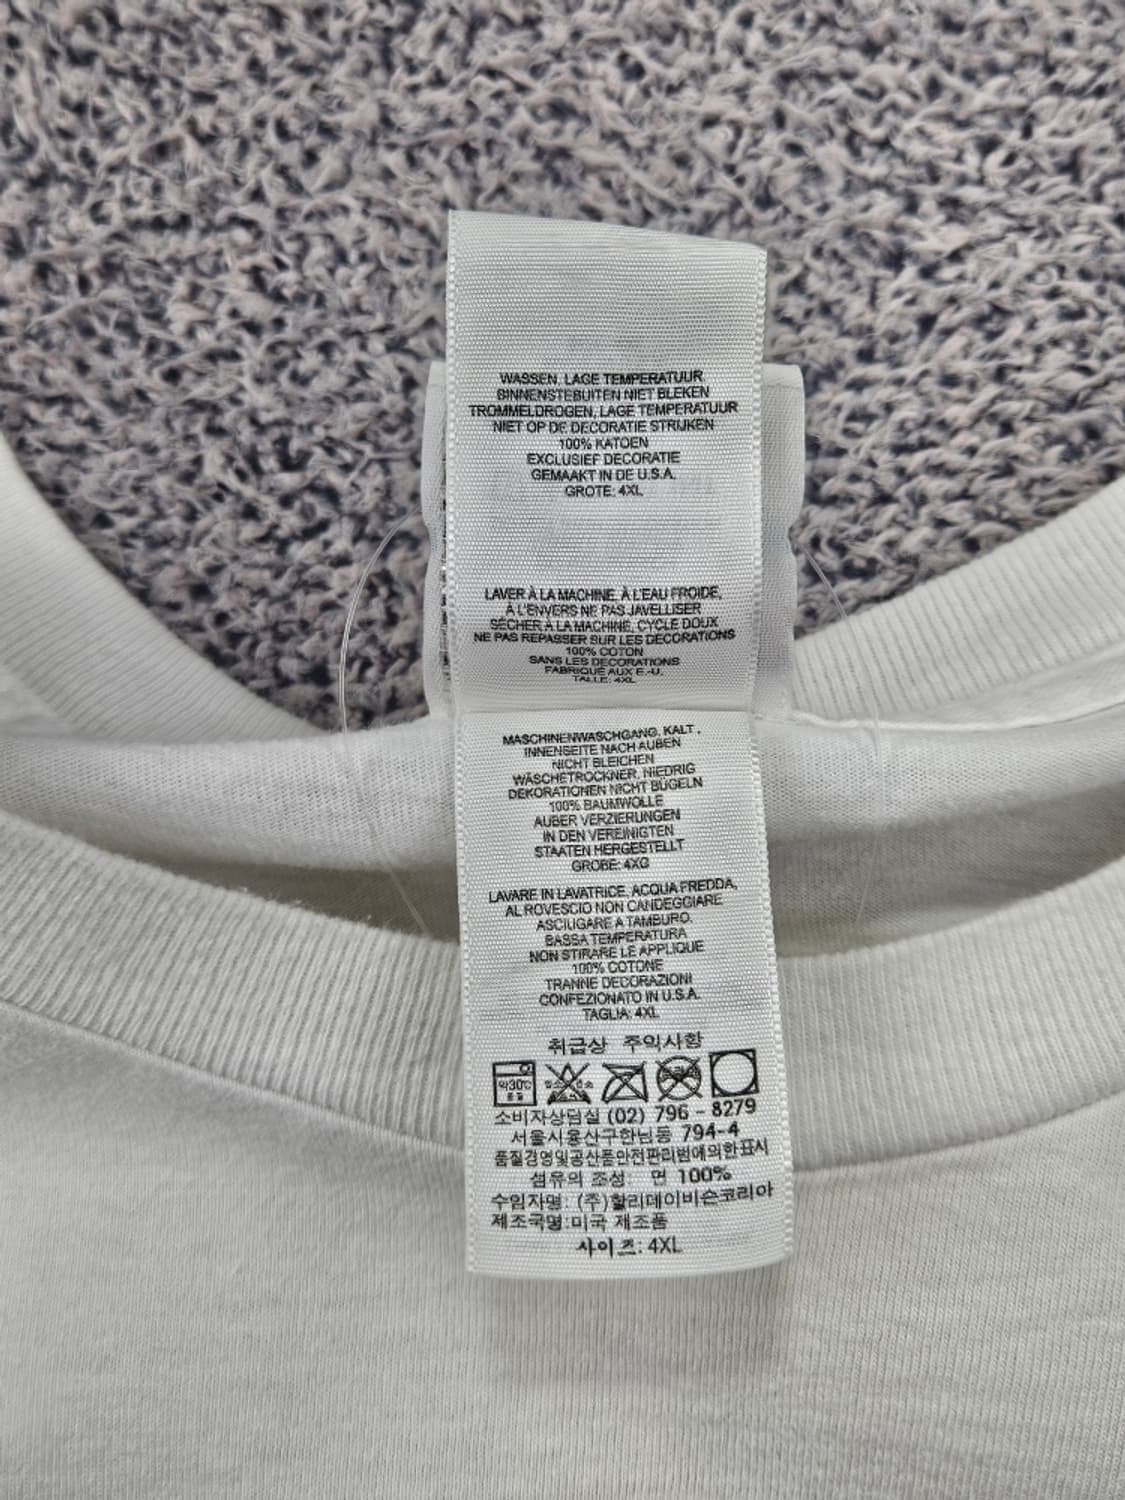 WASSEN, LAGE TEMPERATUUR
BINNENSTEBUITEN NIET BLEKEN
TROMMELDROGEN, LAGE TEMPERATUUR
NIET OP DE DECORATIE STRIJKEN
100% KATOEN
EXCLUSIEF DECORATIE
GEMAAKT IN DE U.S.A.
GROTE: 4XL
LAVER À LA MACHINE, À L'EAU FROIDE,
À L'ENVERS NE PAS JAVELLISER
SÉCHER À LA MACHINE, CYCLE DOUX
NE PAS REPASSER SUR LES DÉCORATIONS
100% COTON
SANS LES DÉCORATIONS
FABRIQUÉ AUX E.-U.
TAILLE: 4XL
MASCHINENWASCHGANG, KALT,
INNENSEITE NACH AUßEN
NICHT BLEICHEN
WÄSCHETROCKNER, NIEDRIG
DEKORATIONEN NICHT BÜGELN
100% BAUMWOLLE
AUBER VERZIERUNGEN
IN DEN VEREINIGTEN
STAATEN HERGESTELLT
GROBE: 4XG
LAVARE IN LAVATRICE, ACQUA FREDDA,
AL ROVESCIO NON CANDEGGIARE
ASCIUGARE A TAMBURO,
BASSA TEMPERATURA
NON STIRARE LE APPLIQUE
100% COTONE
TRANNE DECORAZIONI
CONFEZIONATO IN U.S.A.
TAGLIA: 4XL
취급상 주의사항
약30℃
소비자상담실 (02) 796-8279
서울시용산구한남동 794-4
품질경영및공산품안전관리법에의한표시
섬유의 조성: 면 100%
수입자명: (주)할리데이비슨코리아
제조국명:미국 제조품
사이즈: 4XL